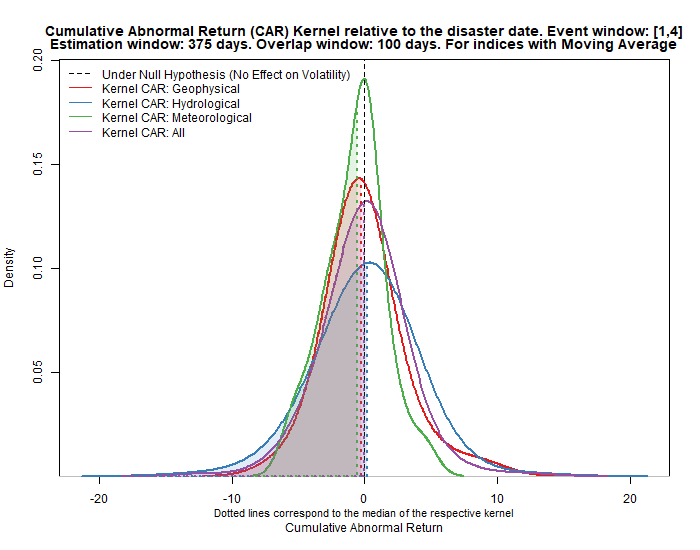 Cumulative Abnormal Return (CAR) Kernel relative to the disaster date. Event window: [1,4]
Estimation window: 375 days. Overlap window: 100 days. For indices with Moving Average
Under Null Hypothesis (No Effect on Volatility)
Kernel CAR: Geophysical
Kernel CAR: Hydrological
Kernel CAR: Meteorological
Kernel CAR: All
0.20
0.15
0.10
0.05
Density
-20
-10
0
10
20
Dotted lines correspond to the median of the respective kernel
Cumulative Abnormal Return